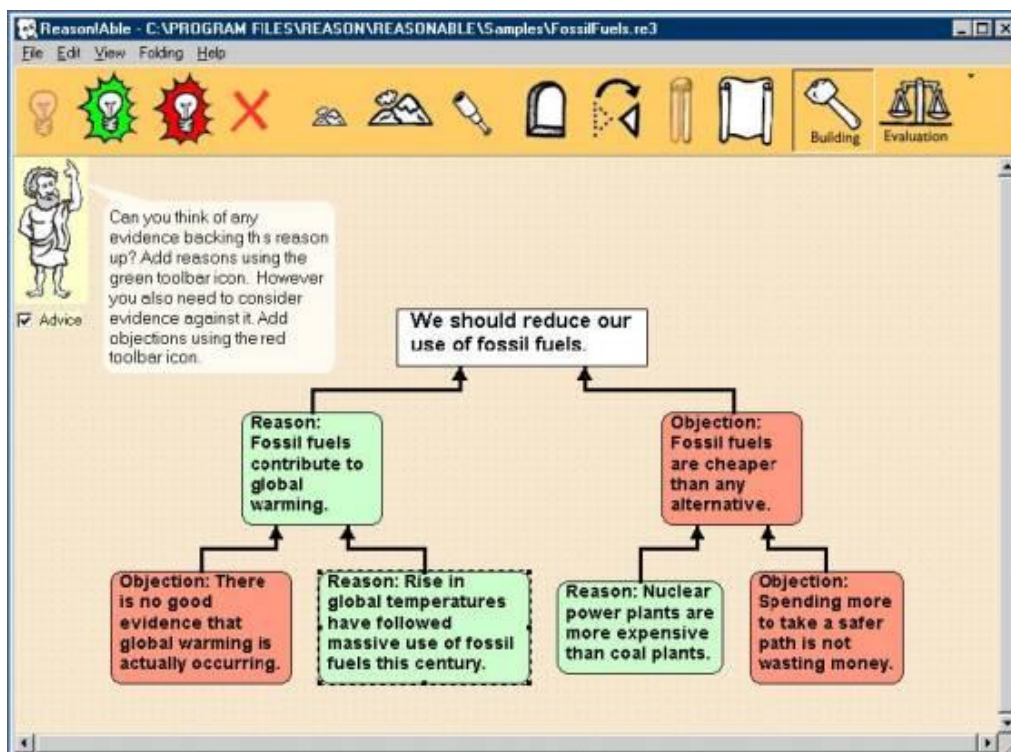 Reason!Able - C:\PROGRAM FILES\REASON\REASONABLE\Samples\FossilFuels.re3
File Edit View Folding Help
Building
Evaluation
Can you think of any
evidence backing ths reason
up? Add reasons using the
green toolbar icon. However
you also need to consider
evidence against it. Add
objections using the red
toolbar icon.
Advice
We should reduce our
use of fossil fuels.
Reason:
Fossil fuels
contribute to
global
warming.
Objection:
Fossil fuels
are cheaper
than any
alternative.
Objection: There
is no good
evidence that
global warming is
actually occurring.
Reason: Rise in
global temperatures
have followed
massive use of fossil
fuels this century.
Reason: Nuclear
power plants are
more expensive
than coal plants.
Objection:
Spending more
to take a safer
path is not
wasting money.